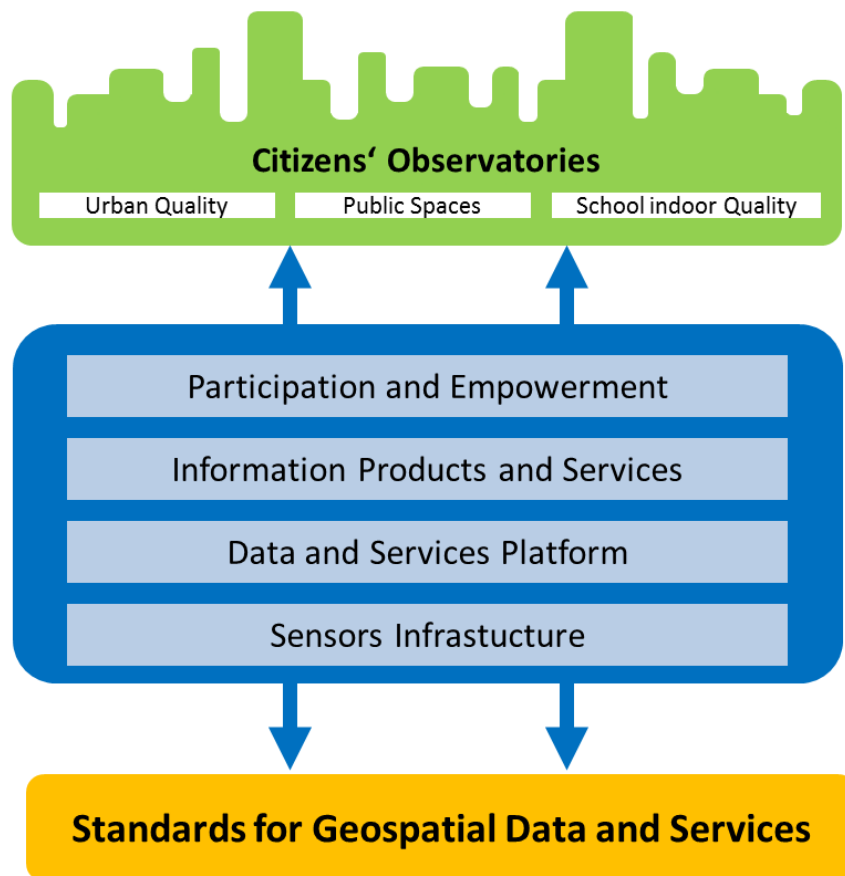 Citizens‘ Observatories
Urban Quality
Public Spaces
School indoor Quality
Participation and Empowerment
Information Products and Services
Data and Services Platform
Sensors Infrastucture
Standards for Geospatial Data and Services